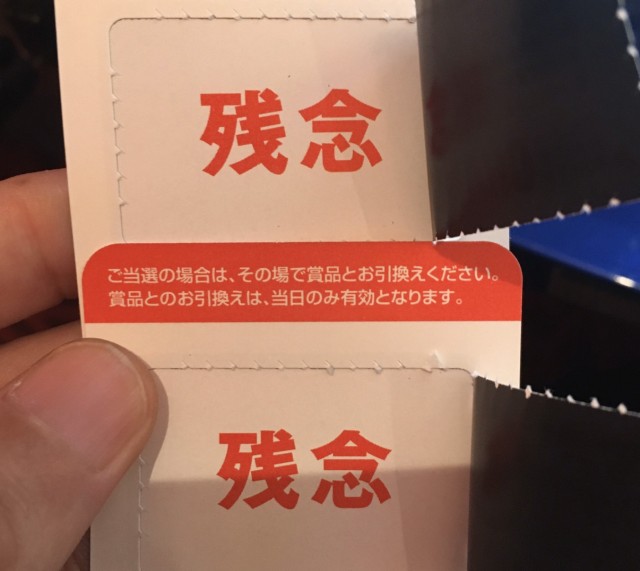 残念
ご当選の場合は、その場で賞品とお引換えください。
賞品とのお引換えは、当日のみ有効となります。
残念